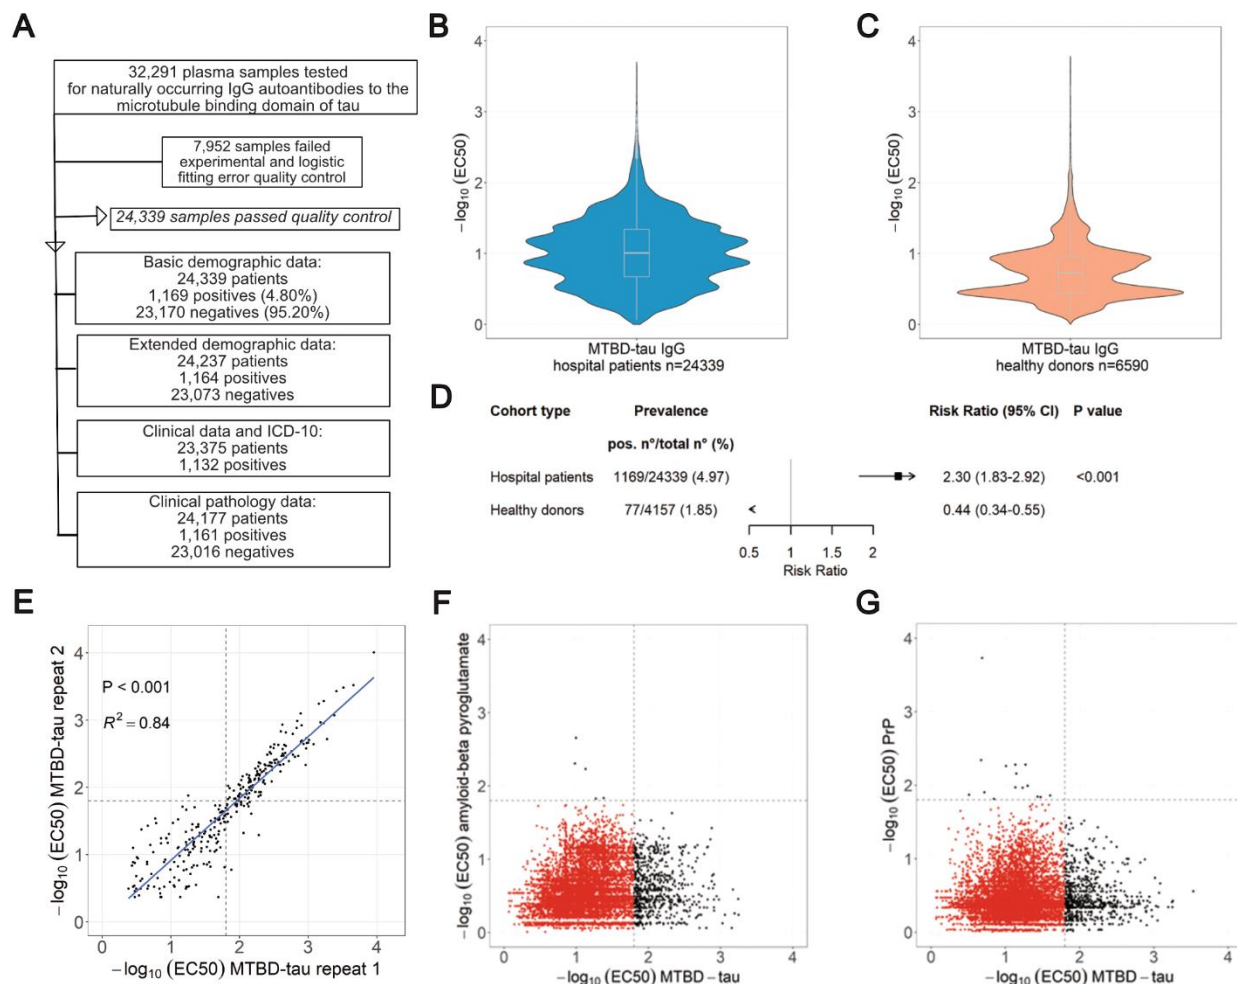 A
32,291 plasma samples tested
for naturally occurring IgG autoantibodies to the
microtubule binding domain of tau
7,952 samples failed
experimental and logistic
fitting error quality control
24,339 samples passed quality control
Basic demographic data:
24,339 patients
1,169 positives (4.80%)
23,170 negatives (95.20%)
Extended demographic data:
24,237 patients
1,164 positives
23,073 negatives
Clinical data and ICD-10:
23,375 patients
1,132 positives
Clinical pathology data:
24,177 patients
1,161 positives
23,016 negatives
B
−log10 (EC50)
4
3
2
1
0
MTBD-tau IgG
hospital patients n=24339
C
−log10 (EC50)
4
3
2
1
0
MTBD-tau IgG
healthy donors n=6590
D
Cohort type Prevalence Risk Ratio (95% CI) P value
pos. n°/total n° (%)
Hospital patients 1169/24339 (4.97) 2.30 (1.83-2.92) <0.001
Healthy donors 77/4157 (1.85) 0.44 (0.34-0.55)
0.5 1 1.5 2
Risk Ratio
E
−log10 (EC50) MTBD-tau repeat 2
4
3
2
1
0
P < 0.001
R² = 0.84
0 1 2 3 4
−log10 (EC50) MTBD-tau repeat 1
F
−log10 (EC50) amyloid-beta pyroglutamate
4
3
2
1
0
0 1 2 3 4
−log10 (EC50) MTBD−tau
G
−log10 (EC50) PrP
4
3
2
1
0
0 1 2 3 4
−log10 (EC50) MTBD−tau